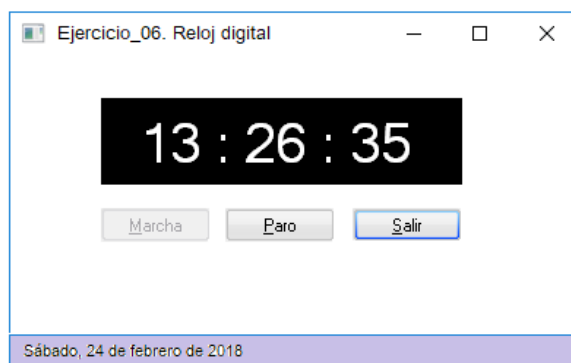 Ejercicio_06. Reloj digital
13 : 26 : 35
Marcha Paro Salir
Sábado, 24 de febrero de 2018